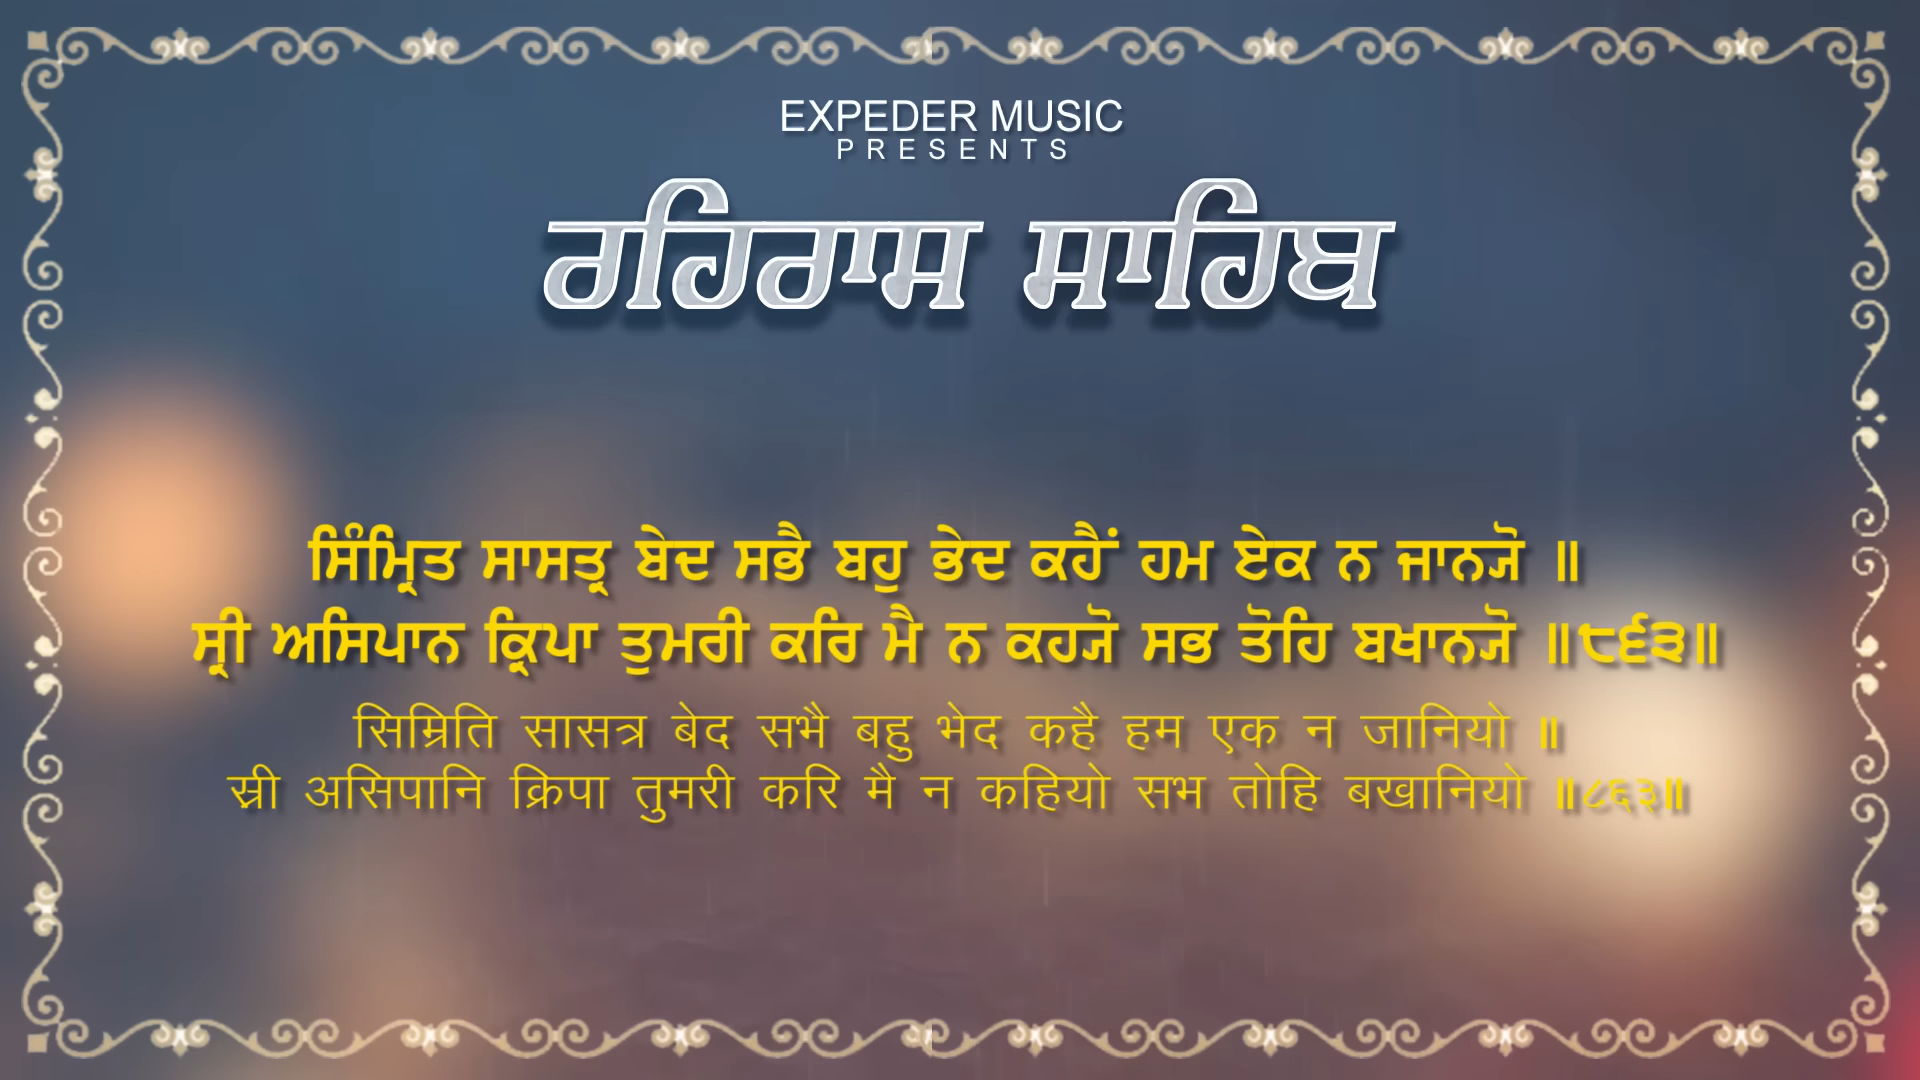 EXPEDER MUSIC
PRESENTS
ਰਹਿਰਾਸ ਸਾਹਿਬ
ਸਿੰਮ੍ਰਿਤ ਸਾਸਤ੍ਰ ਬੇਦ ਸਭੈ ਬਹੁ ਭੇਦ ਕਹੈਂ ਹਮ ਏਕ ਨ ਜਾਨ੍ਯੋ ॥
ਸ੍ਰੀ ਅਸਿਪਾਨ ਕ੍ਰਿਪਾ ਤੁਮਰੀ ਕਰਿ ਮੈ ਨ ਕਹ੍ਯੋ ਸਭ ਤੋਹਿ ਬਖਾਨ੍ਯੋ ॥੮੬੩॥
सिम्रिति सासत्र बेद सभै बहु भेद कहै हम एक न जानियो ॥
स्री असिपानि क्रिपा तुमरी करि मै न कहियो सभ तोहि बखानियो ॥८६३॥